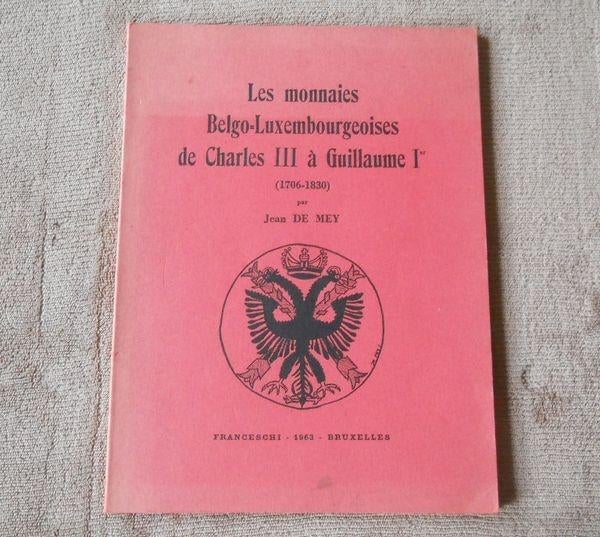 Les monnaies
Belgo-Luxembourgeoises
de Charles III à Guillaume Ier
(1706-1830)
par
Jean DE MEY
FRANCESCHI - 1963 - BRUXELLES